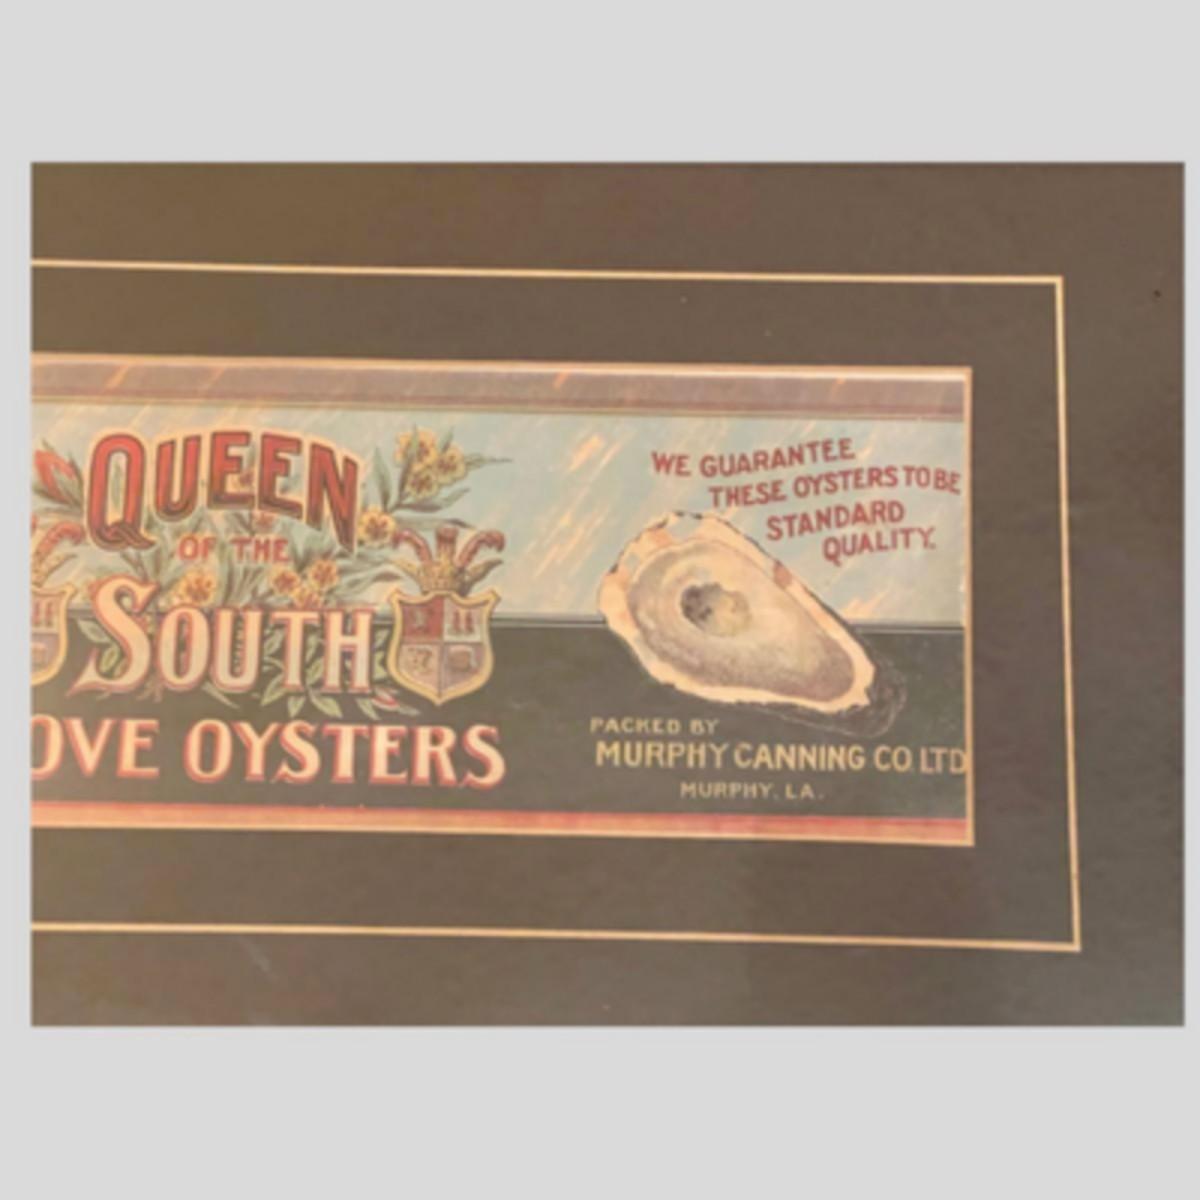 QUEEN
OF THE
SOUTH
OVE OYSTERS
WE GUARANTEE
THESE OYSTERS TO BE
STANDARD
QUALITY.
PACKED BY
MURPHY CANNING CO. LTD
MURPHY, LA.